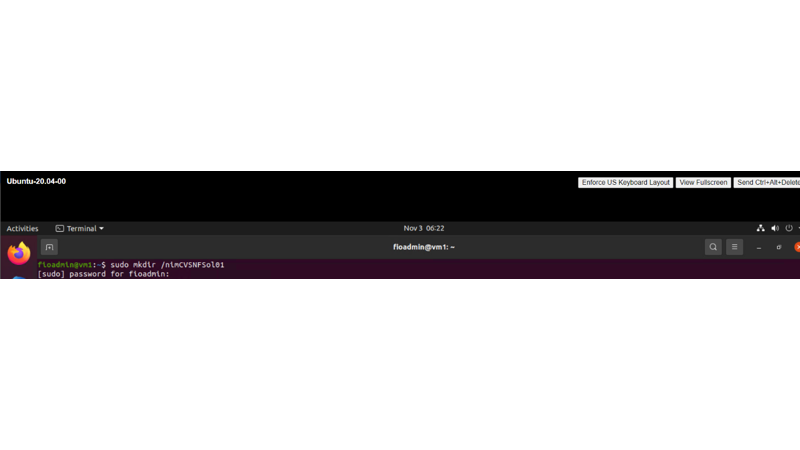 Ubuntu-20.04-00
Enforce US Keyboard Layout View Fullscreen Send Ctrl+Alt+Delete
Activities Terminal Nov 3 06:22
fioadmin@vm1: ~
fioadmin@vm1:~$ sudo mkdir /nimCVSNFSol01
[sudo] password for fioadmin: